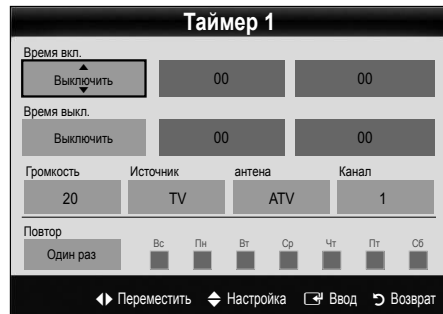 Таймер 1
Время вкл.
Выключить 00 00
Время выкл.
Выключить 00 00
Громкость Источник антена Канал
20 TV ATV 1
Повтор
Один раз Вс Пн Вт Ср Чт Пт Сб
Переместить Настройка Ввод Возврат